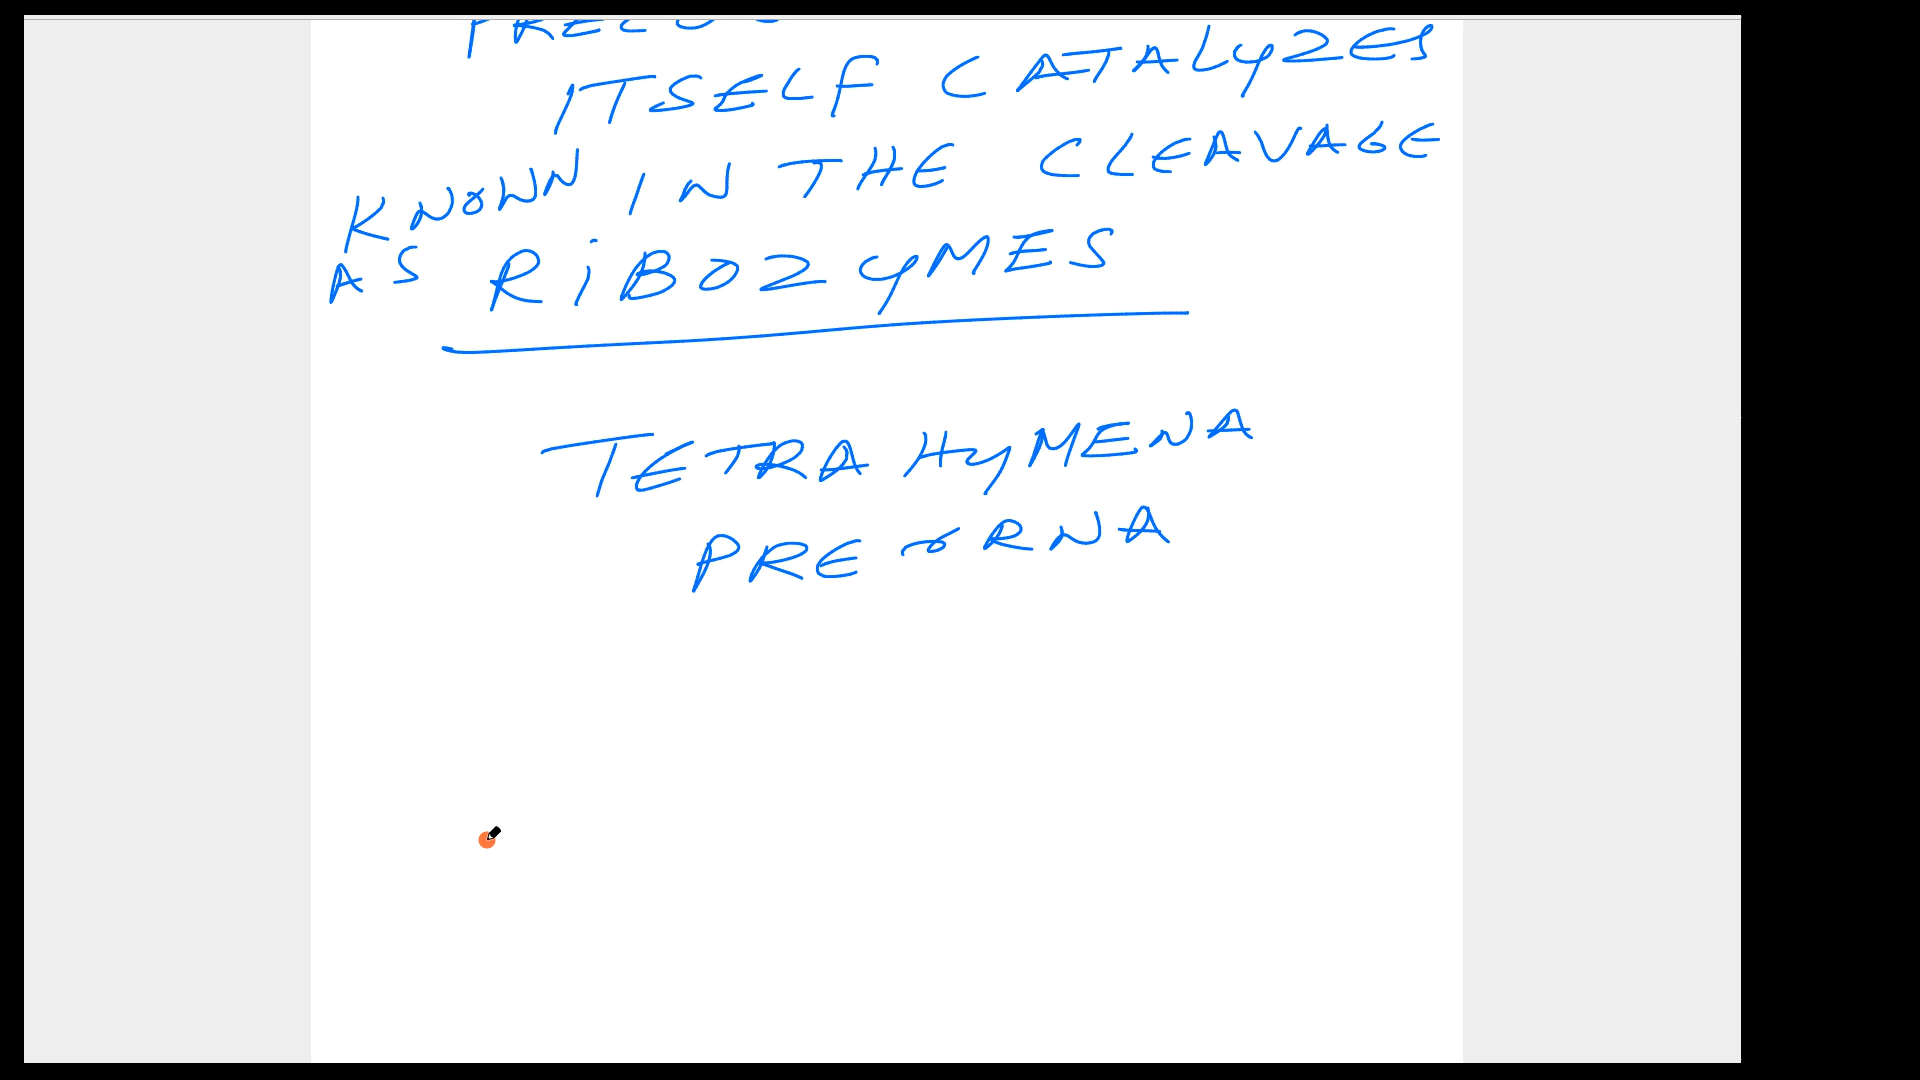 ITSELF CATALYZES
KNOWN IN THE CLEAVAGE
AS RiBOZYMES
TETRAHYMENA
PRE rRNA